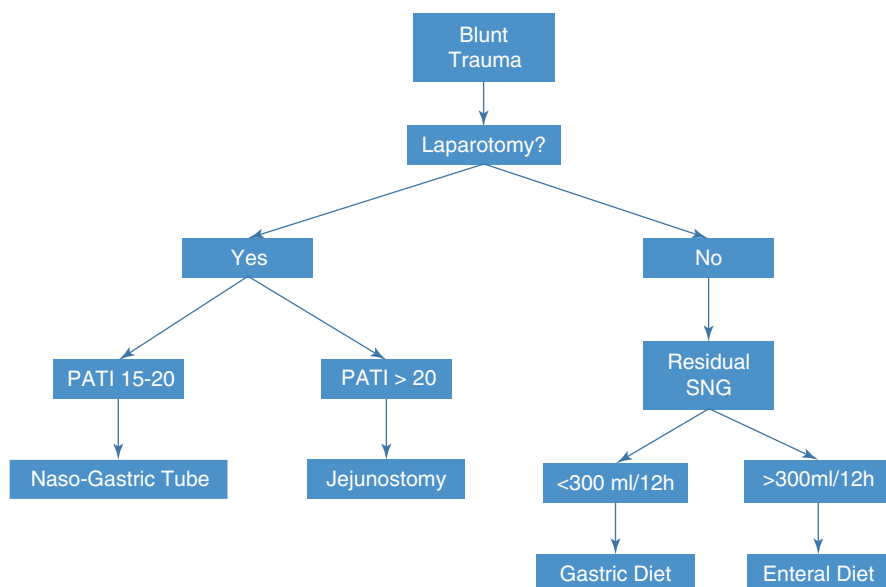 Blunt
Trauma
Laparotomy?
Yes
No
PATI 15-20
PATI > 20
Residual
SNG
Naso-Gastric Tube
Jejunostomy
<300 ml/12h
>300ml/12h
Gastric Diet
Enteral Diet